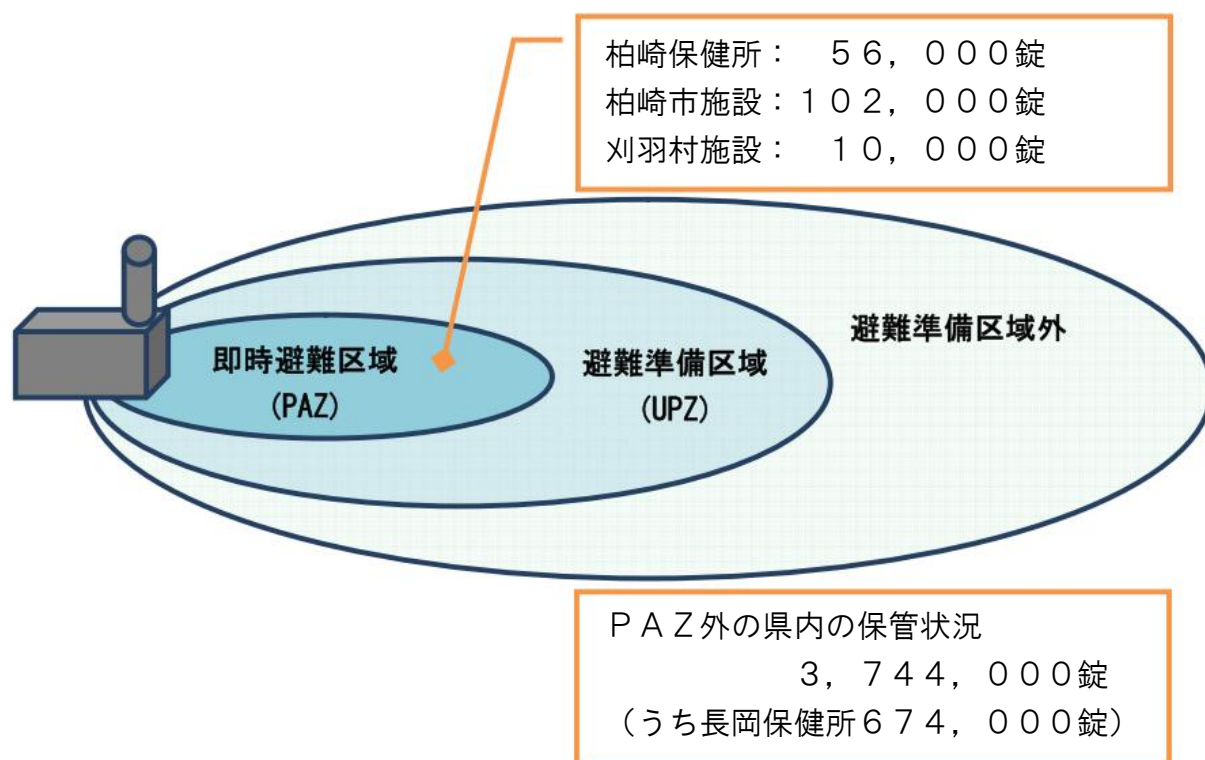 柏崎保健所：　５６，０００錠
柏崎市施設：１０２，０００錠
刈羽村施設：　１０，０００錠
避難準備区域外
即時避難区域
(PAZ)
避難準備区域
(UPZ)
ＰＡＺ外の県内の保管状況
３，７４４，０００錠
（うち長岡保健所６７４，０００錠）